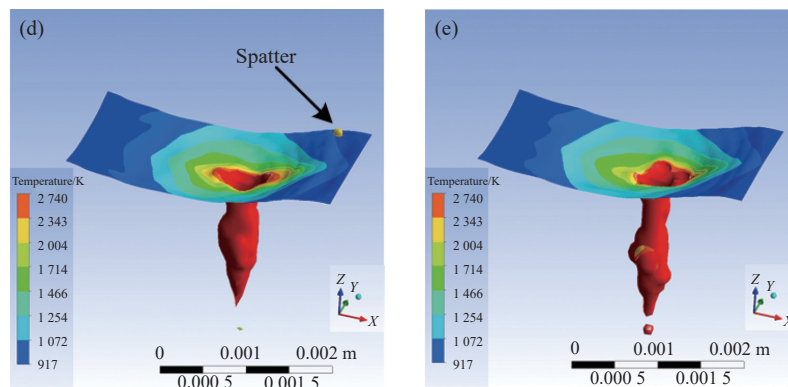 (d)
Spatter
Temperature/K
2 740
2 343
2 004
1 714
1 466
1 254
1 072
917
Z
Y
X
0 0.001 0.002 m
0.000 5 0.001 5
(e)
Temperature/K
2 740
2 343
2 004
1 714
1 466
1 254
1 072
917
Z
Y
X
0 0.001 0.002 m
0.000 5 0.001 5